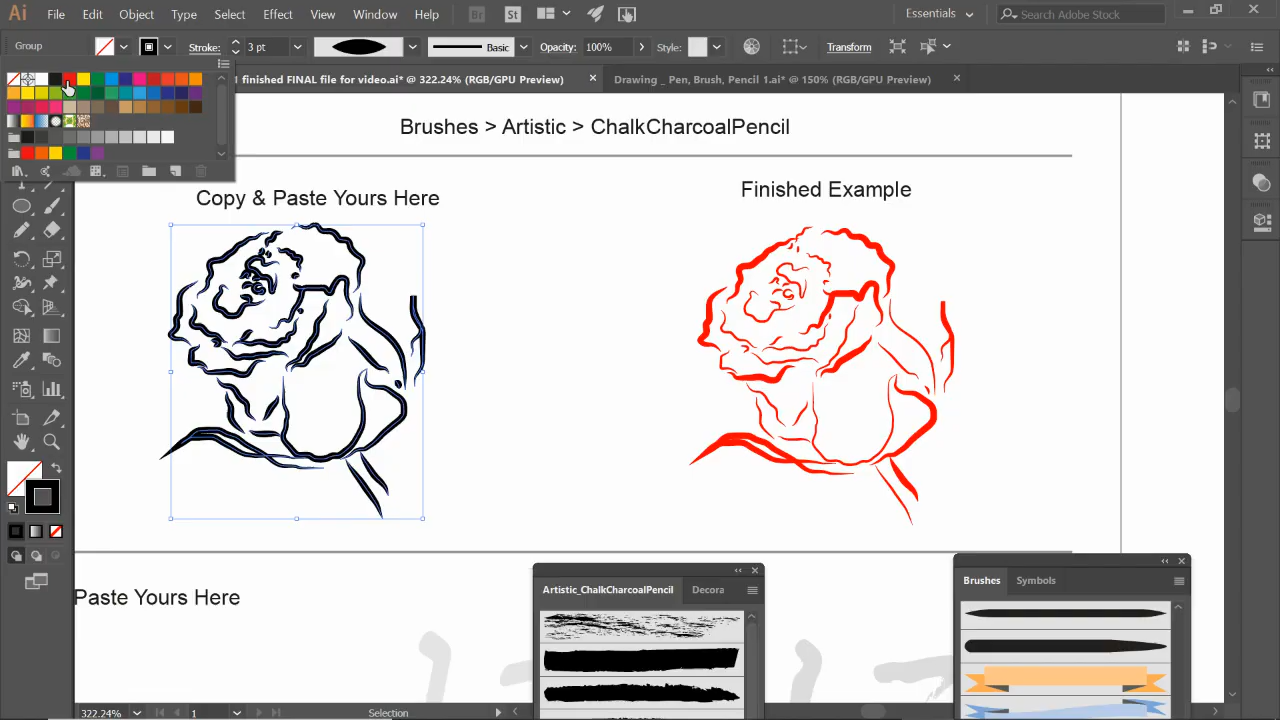 Ai File Edit Object Type Select Effect View Window Help Br St Essentials Search Adobe Stock
Group Stroke: 3 pt Basic Opacity: 100% Style: Transform
1 finished FINAL file for video.ai* @ 322.24% (RGB/GPU Preview) Drawing _ Pen, Brush, Pencil 1.ai* @ 150% (RGB/GPU Preview)
Brushes > Artistic > ChalkCharcoalPencil
Copy & Paste Yours Here
Finished Example
Paste Yours Here
Artistic_ChalkCharcoalPencil Decora
Brushes Symbols
322.24% 1 Selection